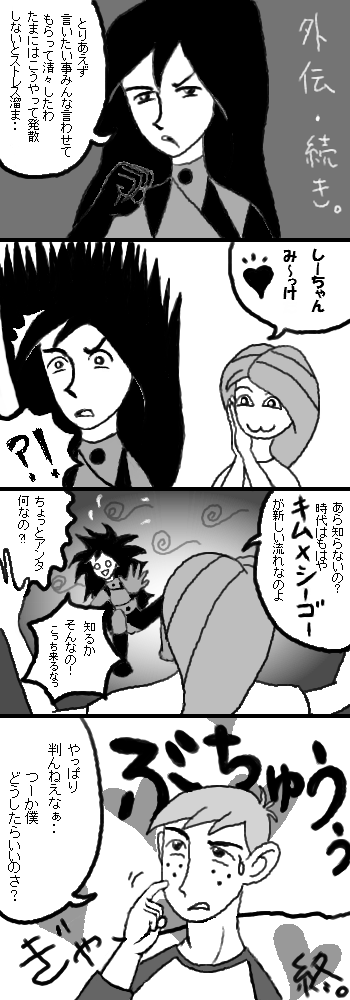 外伝・続き。
とりあえず
言いたい事みんな言わせて
もらって清々したわ
たまにはこうやって発散
しないとストレス溜ま‥
しーちゃん
み～っけ
♥
?!
あら知らないの?
時代はもはや
キム×シーゴー
が新しい流れなのよ
ちょっとアンタ
何なの?!
知るか
そんなの!
こっち来るなっ
ぶちゅうぅ
やっぱり
判んねえなぁ‥
つーか僕
どうしたらいいのさ?
ぎゃー
終。